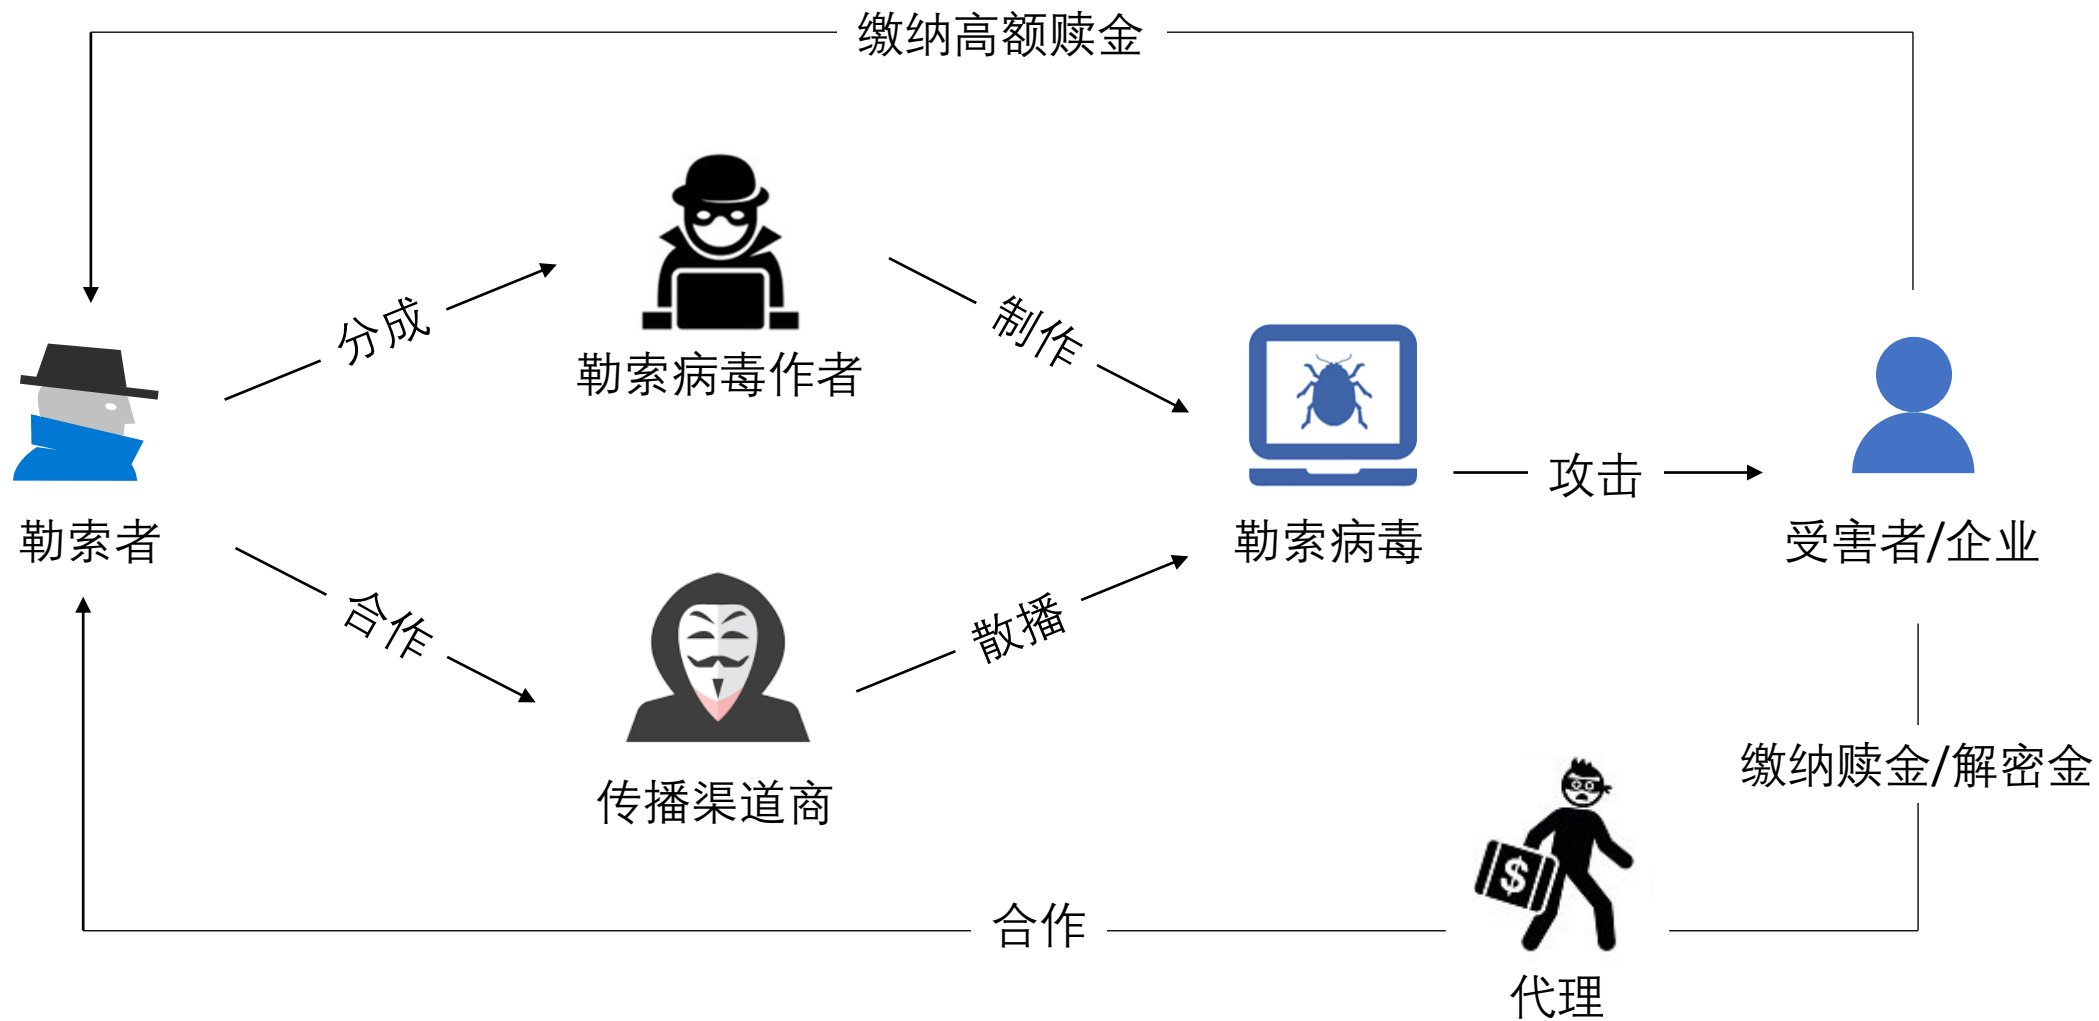 缴纳高额赎金
分成
勒索病毒作者
制作
勒索者
勒索病毒
攻击
受害者/企业
合作
散播
传播渠道商
缴纳赎金/解密金
$
合作
代理